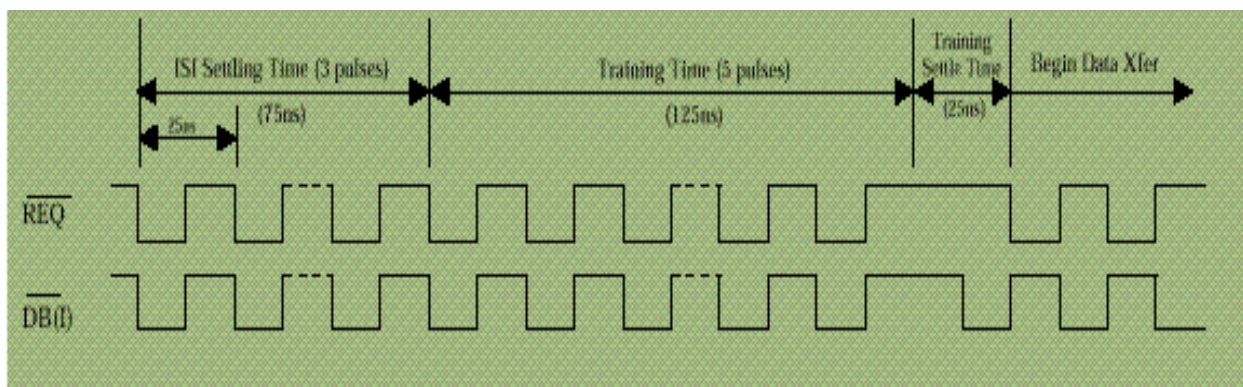 ISI Settling Time (3 pulses)
(75ns)
25ns
Training Time (5 pulses)
(125ns)
Training
Settle Time
(25ns)
Begin Data Xfer
REQ
DB(I)